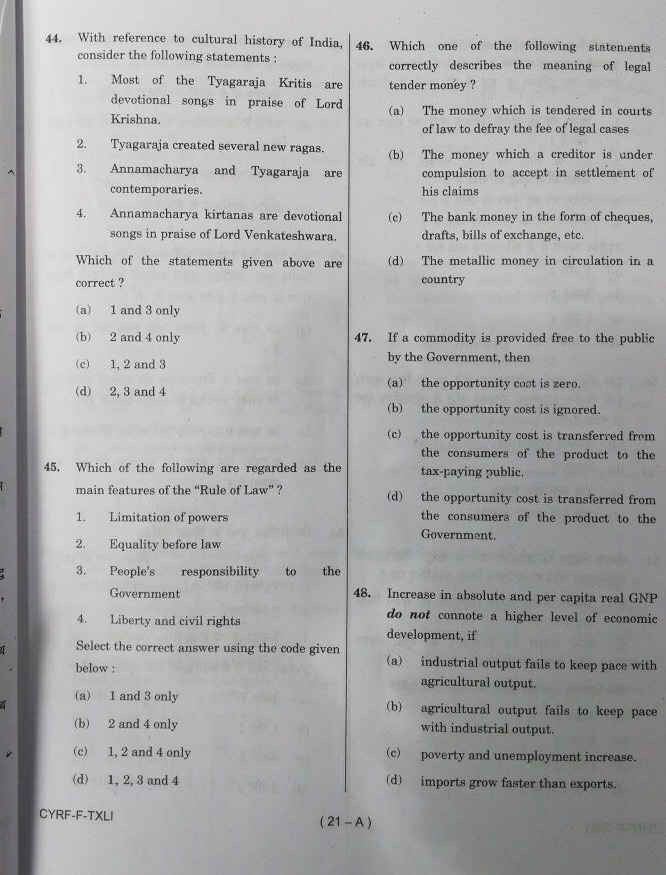 44. With reference to cultural history of India,
consider the following statements :
1. Most of the Tyagaraja Kritis are
devotional songs in praise of Lord
Krishna.
2. Tyagaraja created several new ragas.
3. Annamacharya and Tyagaraja are
contemporaries.
4. Annamacharya kirtanas are devotional
songs in praise of Lord Venkateshwara.
Which of the statements given above are
correct ?
(a) 1 and 3 only
(b) 2 and 4 only
(c) 1, 2 and 3
(d) 2, 3 and 4
45. Which of the following are regarded as the
main features of the “Rule of Law” ?
1. Limitation of powers
2. Equality before law
3. People's responsibility to the
Government
4. Liberty and civil rights
Select the correct answer using the code given
below :
(a) 1 and 3 only
(b) 2 and 4 only
(c) 1, 2 and 4 only
(d) 1, 2, 3 and 4
46. Which one of the following statements
correctly describes the meaning of legal
tender money ?
(a) The money which is tendered in courts
of law to defray the fee of legal cases
(b) The money which a creditor is under
compulsion to accept in settlement of
his claims
(c) The bank money in the form of cheques,
drafts, bills of exchange, etc.
(d) The metallic money in circulation in a
country
47. If a commodity is provided free to the public
by the Government, then
(a) the opportunity cost is zero.
(b) the opportunity cost is ignored.
(c) the opportunity cost is transferred from
the consumers of the product to the
tax-paying public.
(d) the opportunity cost is transferred from
the consumers of the product to the
Government.
48. Increase in absolute and per capita real GNP
do not connote a higher level of economic
development, if
(a) industrial output fails to keep pace with
agricultural output.
(b) agricultural output fails to keep pace
with industrial output.
(c) poverty and unemployment increase.
(d) imports grow faster than exports.
CYRF-F-TXLI
( 21 – A )